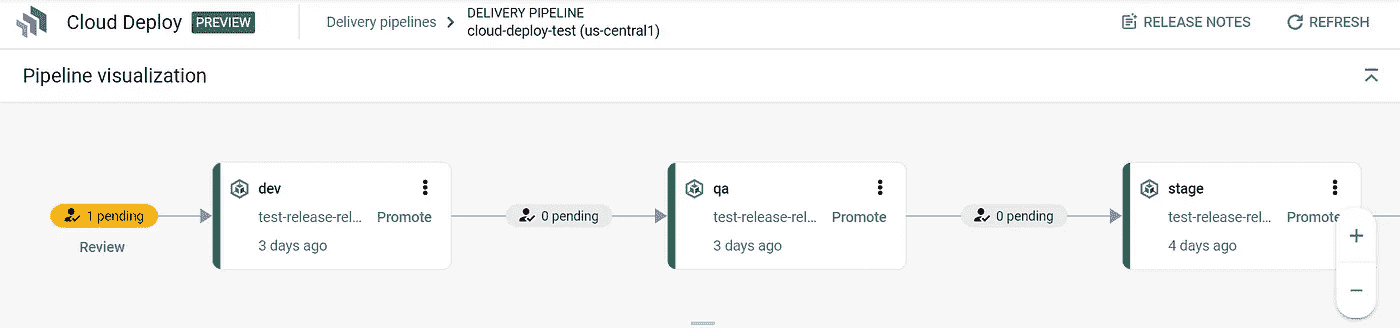 Cloud Deploy PREVIEW
Delivery pipelines
DELIVERY PIPELINE
cloud-deploy-test (us-central1)
RELEASE NOTES
REFRESH
Pipeline visualization
1 pending
Review
dev
test-release-rel... Promote
3 days ago
0 pending
qa
test-release-rel... Promote
3 days ago
0 pending
stage
test-release-rel... Promote
4 days ago
+
−